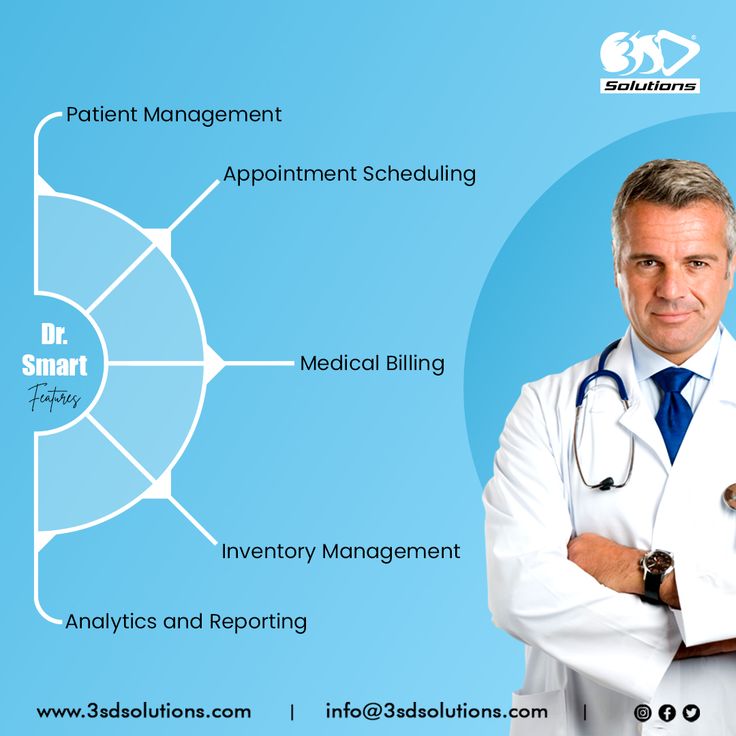 3SD
Solutions
Patient Management
Appointment Scheduling
Dr.
Smart
Features
Medical Billing
Inventory Management
Analytics and Reporting
www.3sdsolutions.com | info@3sdsolutions.com |